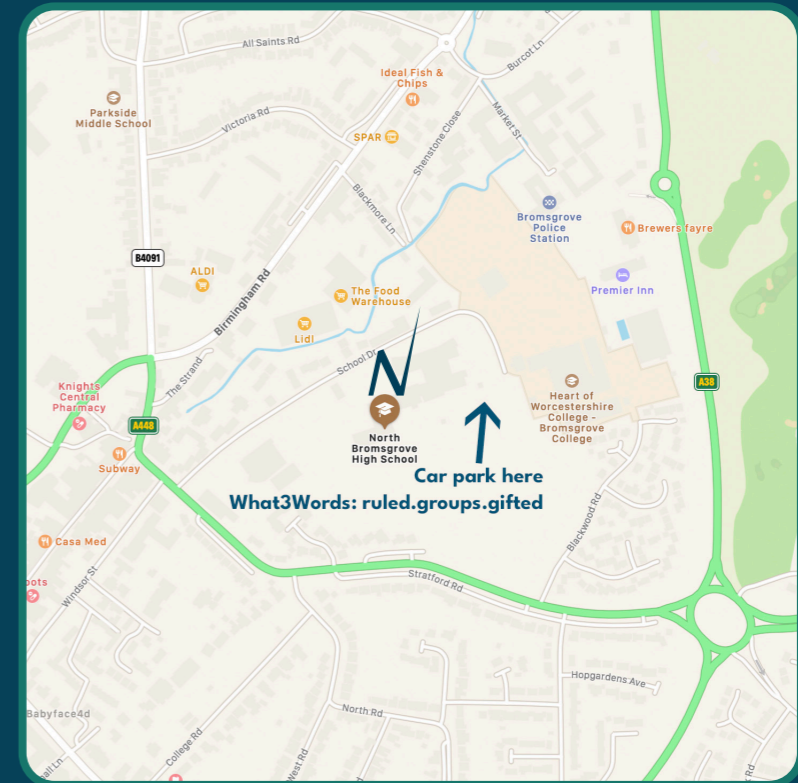 All Saints Rd
Burcot Ln
Ideal Fish &
Chips
Parkside
Middle School
Victoria Rd
Market St
SPAR
Shenstone Close
Blackmore Ln
Bromsgrove
Police
Station
Brewers fayre
B4091
ALDI
Birmingham Rd
The Food
Warehouse
Premier Inn
Lidl
School Dr
N
The Strand
Knights
Central
Pharmacy
A38
Heart of
Worcestershire
College -
Bromsgrove
College
A448
North
Bromsgrove
High School
Subway
Car park here
What3Words: ruled.groups.gifted
Blackwood Rd
Casa Med
oots
Windsor St
Stratford Rd
Hopgardens Ave
Babyface4d
North Rd
College Rd
West Rd
all Ln